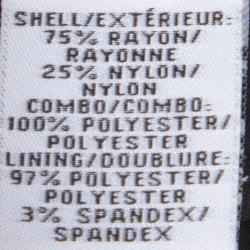 SHELL/EXTÉRIEUR:
75% RAYON/
RAYONNE
25% NYLON/
NYLON
COMBO/COMBO:
100% POLYESTER/
POLYESTER
LINING/DOUBLURE:
97% POLYESTER/
POLYESTER
3% SPANDEX/
SPANDEX